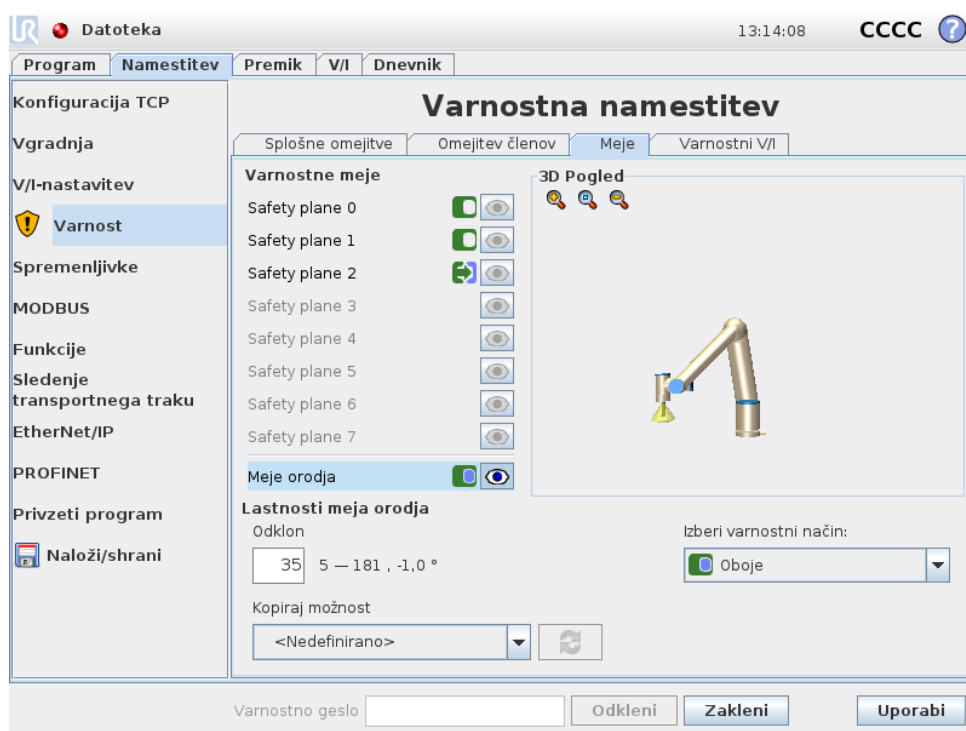 UR Datoteka 13:14:08 CCCC ?
Program Namestitev Premik V/I Dnevnik
Konfiguracija TCP
Vgradnja
V/I-nastavitev
Varnost
Spremenljivke
MODBUS
Funkcije
Sledenje
transportnega traku
EtherNet/IP
PROFINET
Privzeti program
Naloži/shrani
Varnostna namestitev
Splošne omejitve Omejitev členov Meje Varnostni V/I
Varnostne meje
Safety plane 0
Safety plane 1
Safety plane 2
Safety plane 3
Safety plane 4
Safety plane 5
Safety plane 6
Safety plane 7
Meje orodja
3D Pogled
Lastnosti meja orodja
Odklon
35 5 — 181 , -1,0 °
Izberi varnostni način:
Oboje
Kopiraj možnost
<Nedefinirano>
Varnostno geslo Odkleni Zakleni Uporabi